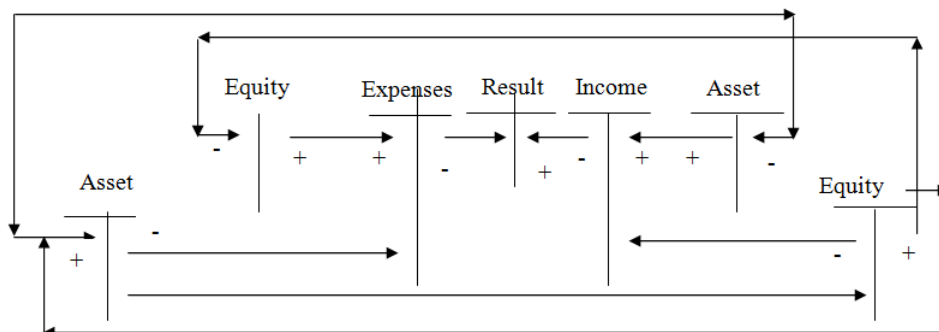 Equity Expenses Result Income Asset
- + + - + - + + -
Asset Equity
+ - - +